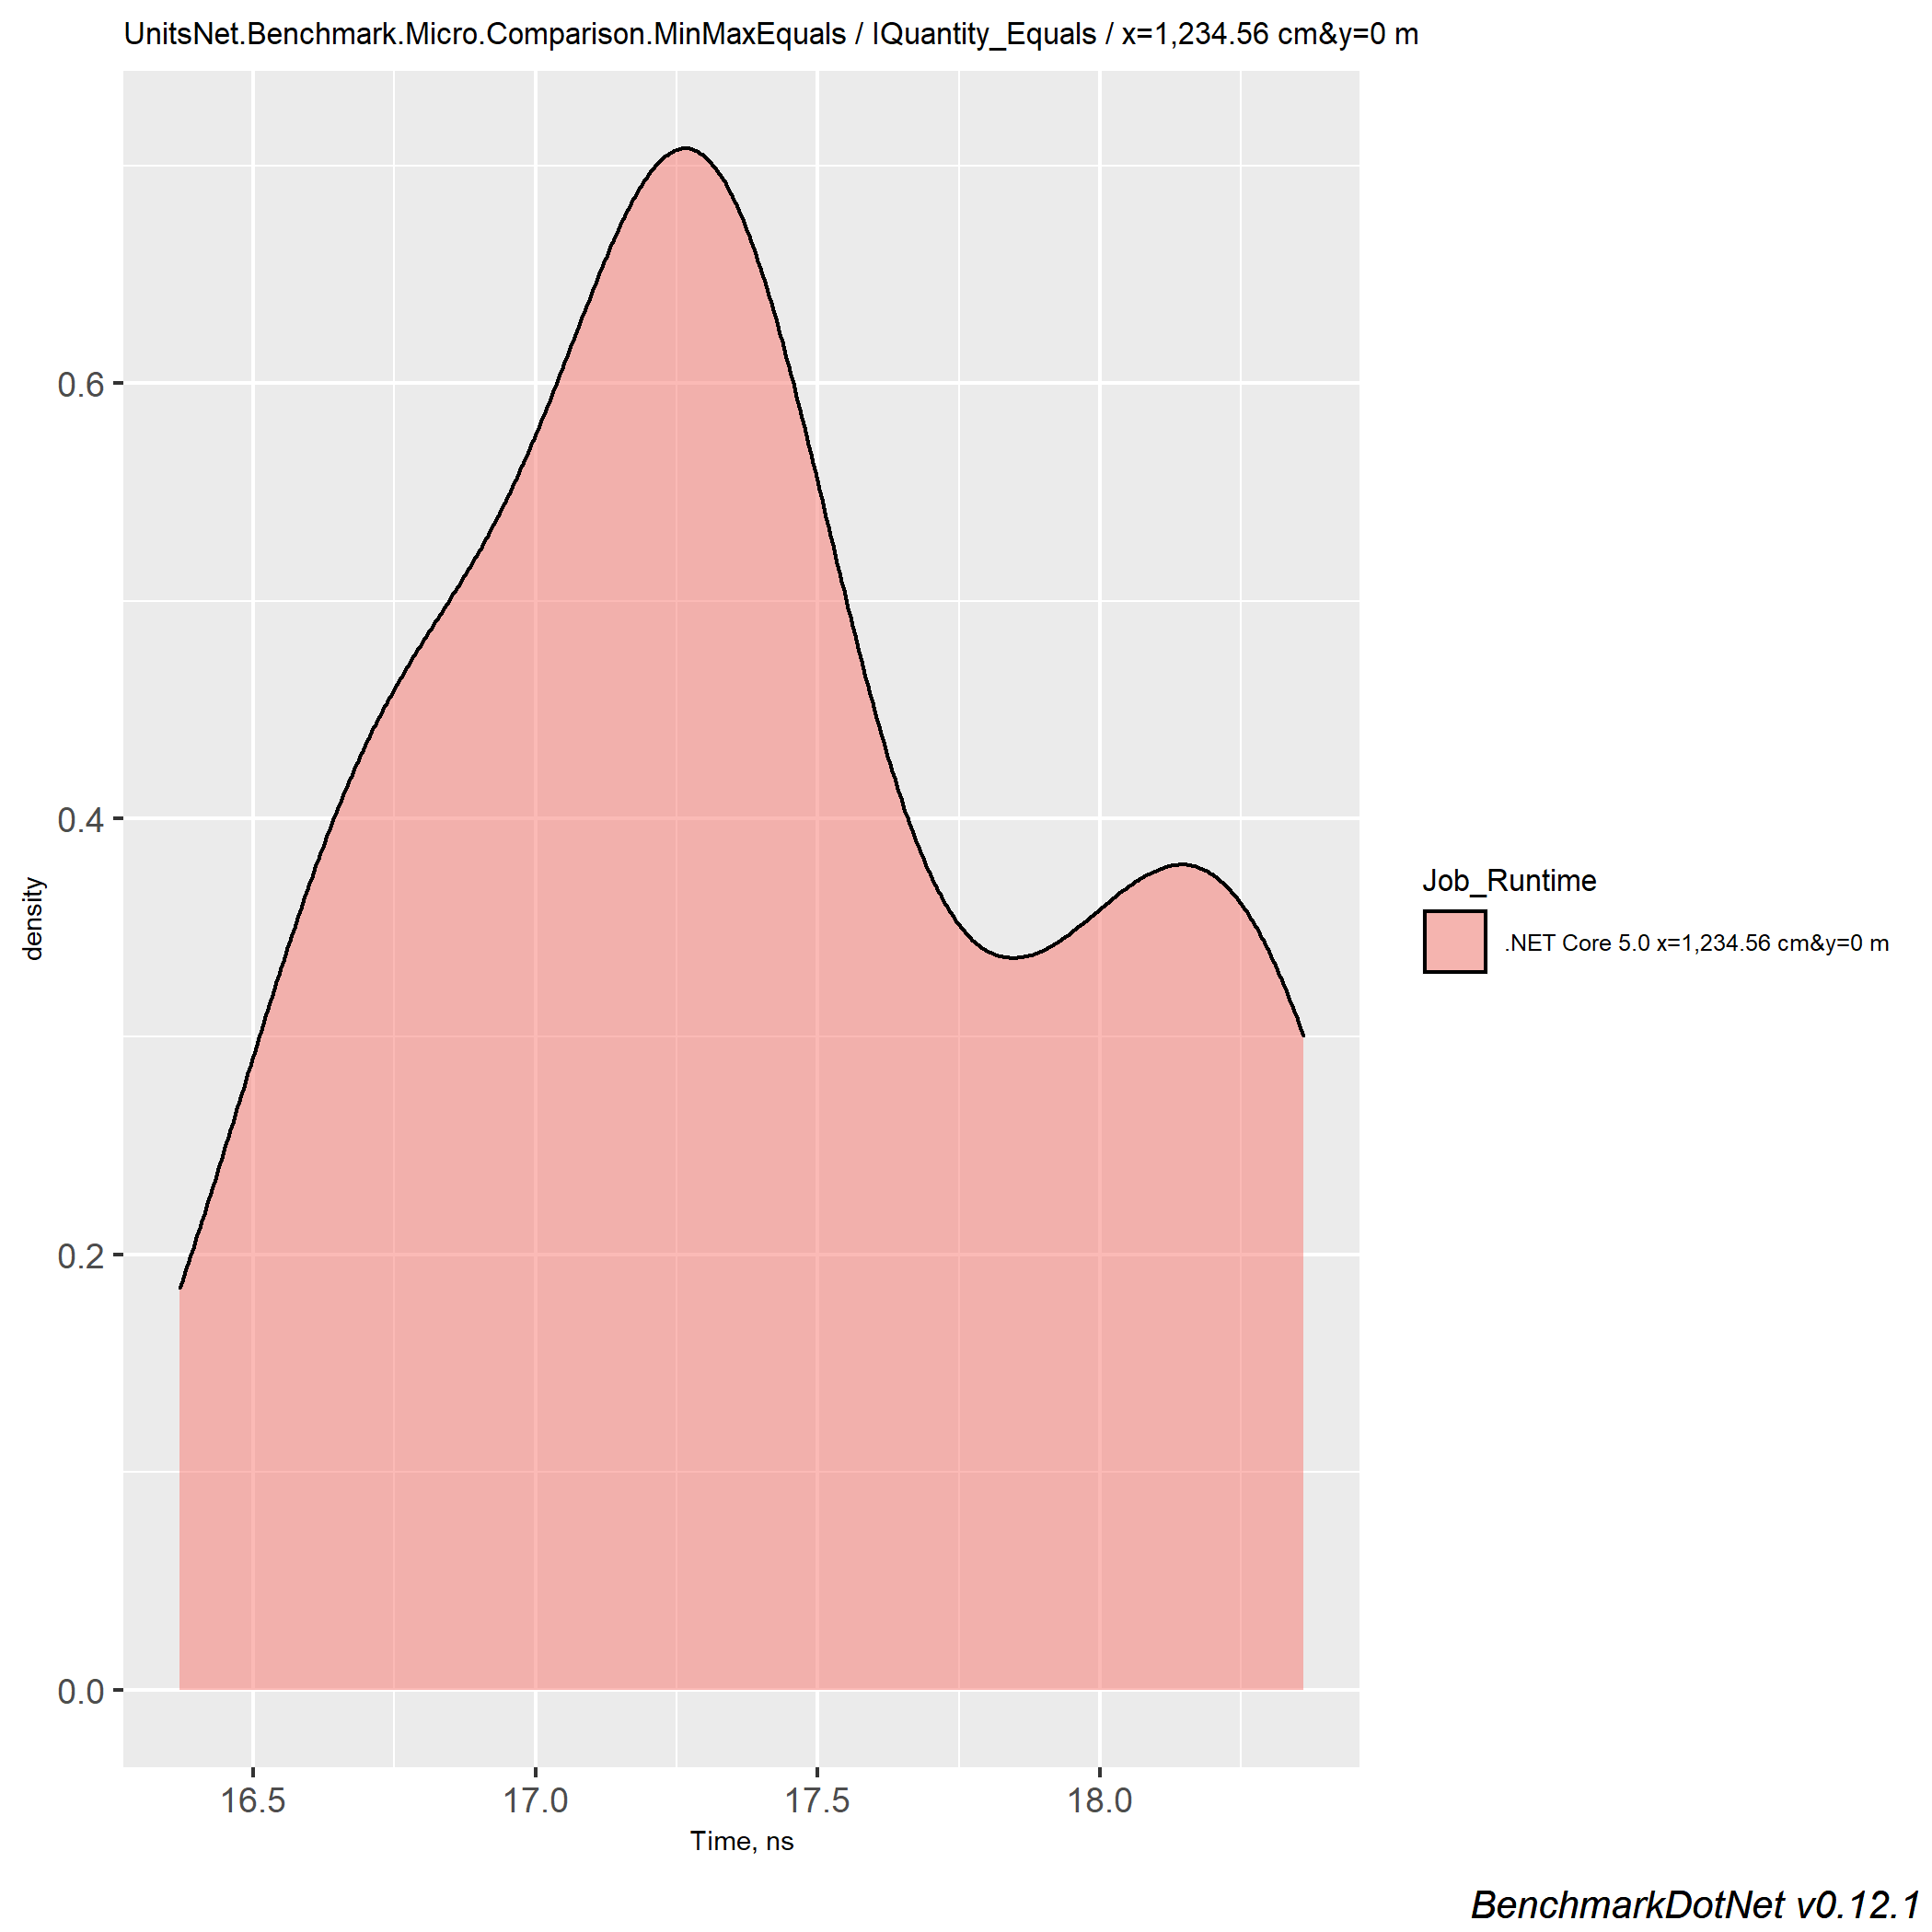 UnitsNet.Benchmark.Micro.Comparison.MinMaxEquals / IQuantity_Equals / x=1,234.56 cm&y=0 m
0.6
0.4
0.2
0.0
density
16.5 17.0 17.5 18.0
Time, ns
Job_Runtime
.NET Core 5.0 x=1,234.56 cm&y=0 m
BenchmarkDotNet v0.12.1